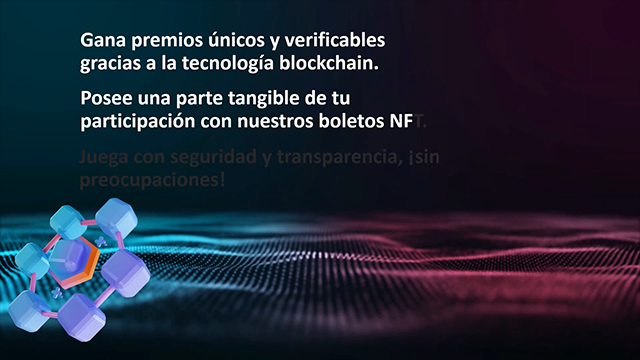 Gana premios únicos y verificables
gracias a la tecnología blockchain.
Posee una parte tangible de tu
participación con nuestros boletos NFT.
Juega con seguridad y transparencia, ¡sin
preocupaciones!